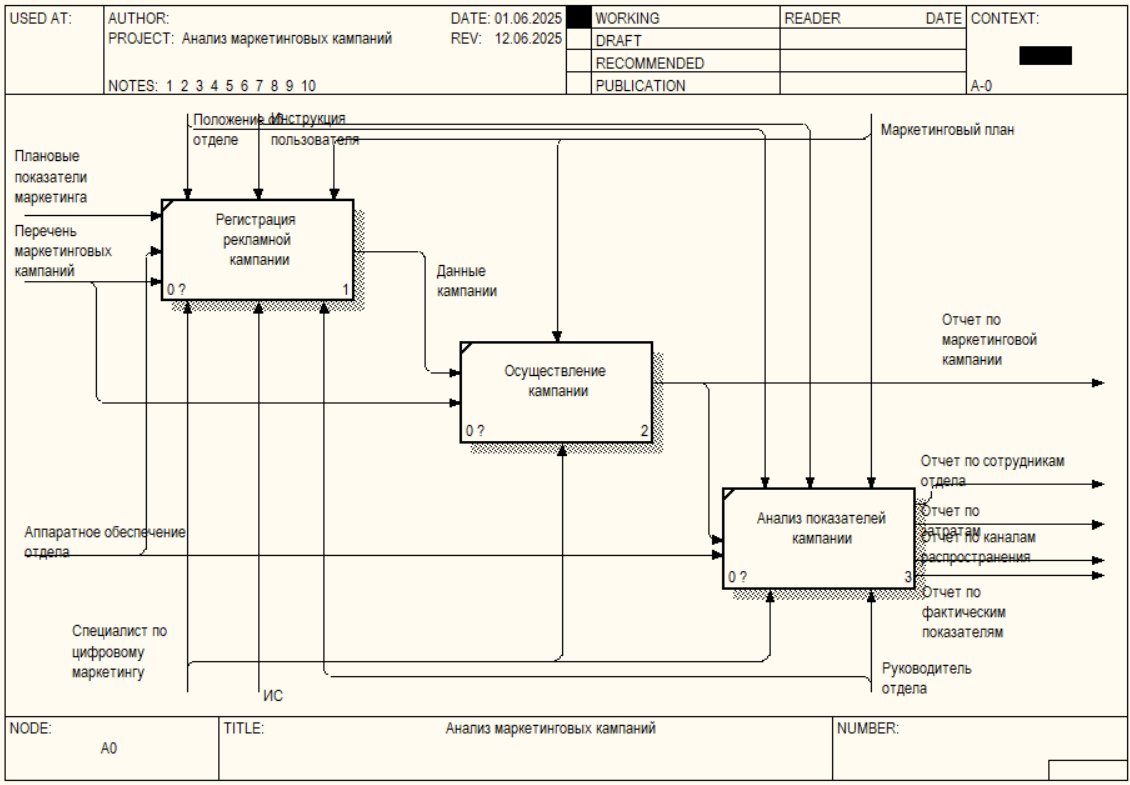 USED AT:
AUTHOR:
DATE: 01.06.2025
PROJECT: Анализ маркетинговых кампаний
REV: 12.06.2025
NOTES: 1 2 3 4 5 6 7 8 9 10
WORKING
DRAFT
RECOMMENDED
PUBLICATION
READER
DATE
CONTEXT:
A-0
Положение об
отделе
Инструкция
пользователя
Маркетинговый план
Плановые
показатели
маркетинга
Перечень
маркетинговых
кампаний
Регистрация
рекламной
кампании
0 ?
1
Данные
кампании
Осуществление
кампании
0 ?
2
Отчет по
маркетинговой
кампании
Отчет по сотрудникам
отдела
Отчет по
затратам
Отчет по каналам
распространения
Анализ показателей
кампании
0 ?
3
Отчет по
фактическим
показателям
Аппаратное обеспечение
отдела
Специалист по
цифровому
маркетингу
ИС
Руководитель
отдела
NODE:
A0
TITLE:
Анализ маркетинговых кампаний
NUMBER: